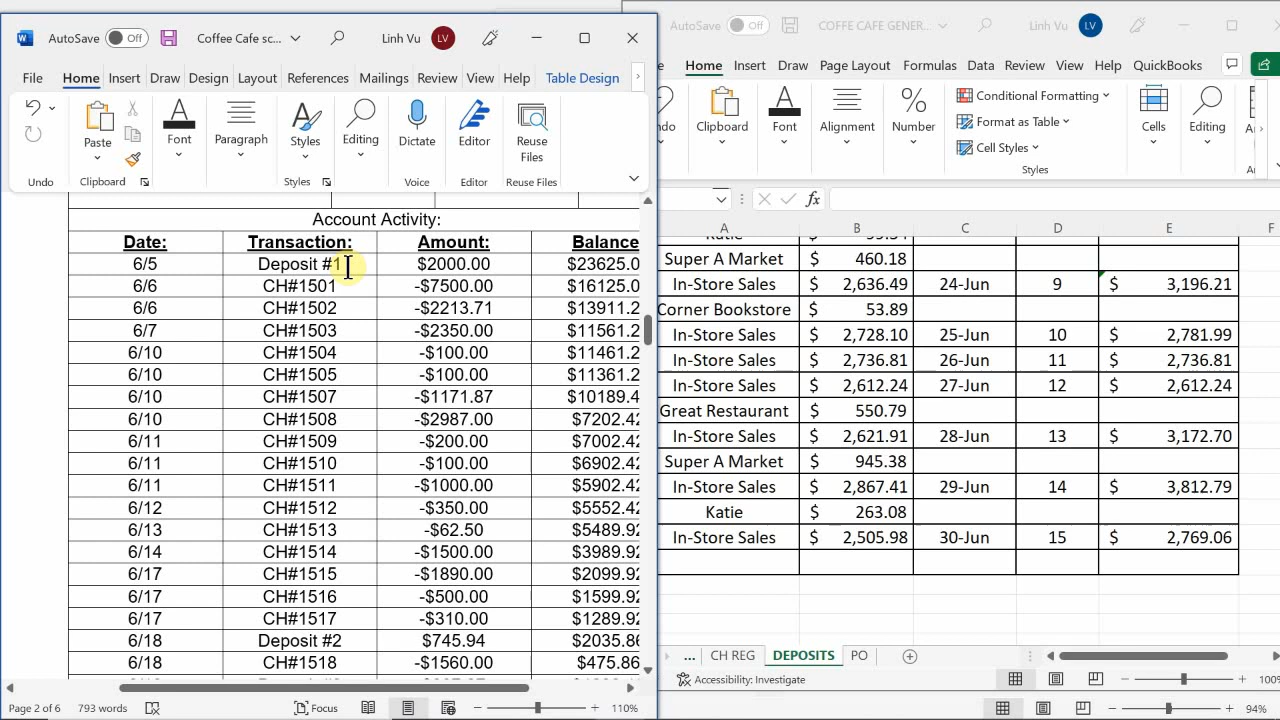 AutoSave Off Coffee Cafe sc... Linh Vu LV
File Home Insert Draw Design Layout References Mailings Review View Help Table Design
Paste
Font
Paragraph
Styles
Editing
Dictate
Editor
Reuse Files
Undo Clipboard Styles Voice Editor Reuse Files
Account Activity:
Date: Transaction: Amount: Balance
6/5 Deposit #1 $2000.00 $23625.0
6/6 CH#1501 -$7500.00 $16125.0
6/6 CH#1502 -$2213.71 $13911.2
6/7 CH#1503 -$2350.00 $11561.2
6/10 CH#1504 -$100.00 $11461.2
6/10 CH#1505 -$100.00 $11361.2
6/10 CH#1507 -$1171.87 $10189.4
6/10 CH#1508 -$2987.00 $7202.42
6/11 CH#1509 -$200.00 $7002.42
6/11 CH#1510 -$100.00 $6902.42
6/11 CH#1511 -$1000.00 $5902.42
6/12 CH#1512 -$350.00 $5552.42
6/13 CH#1513 -$62.50 $5489.92
6/14 CH#1514 -$1500.00 $3989.92
6/17 CH#1515 -$1890.00 $2099.92
6/17 CH#1516 -$500.00 $1599.92
6/17 CH#1517 -$310.00 $1289.92
6/18 Deposit #2 $745.94 $2035.86
6/18 CH#1518 -$1560.00 $475.86
Page 2 of 6 793 words Focus 110%
AutoSave Off COFFE CAFE GENER... Linh Vu LV
Home Insert Draw Page Layout Formulas Data Review View Help QuickBooks
Clipboard
Font
Alignment
Number
Conditional Formatting
Format as Table
Cell Styles
Cells
Editing
Styles
fx
A B C D E F
Super A Market $ 460.18
In-Store Sales $ 2,636.49 24-Jun 9 $ 3,196.21
Corner Bookstore $ 53.89
In-Store Sales $ 2,728.10 25-Jun 10 $ 2,781.99
In-Store Sales $ 2,736.81 26-Jun 11 $ 2,736.81
In-Store Sales $ 2,612.24 27-Jun 12 $ 2,612.24
Great Restaurant $ 550.79
In-Store Sales $ 2,621.91 28-Jun 13 $ 3,172.70
Super A Market $ 945.38
In-Store Sales $ 2,867.41 29-Jun 14 $ 3,812.79
Katie $ 263.08
In-Store Sales $ 2,505.98 30-Jun 15 $ 2,769.06
... CH REG DEPOSITS PO
Accessibility: Investigate 100%
94%